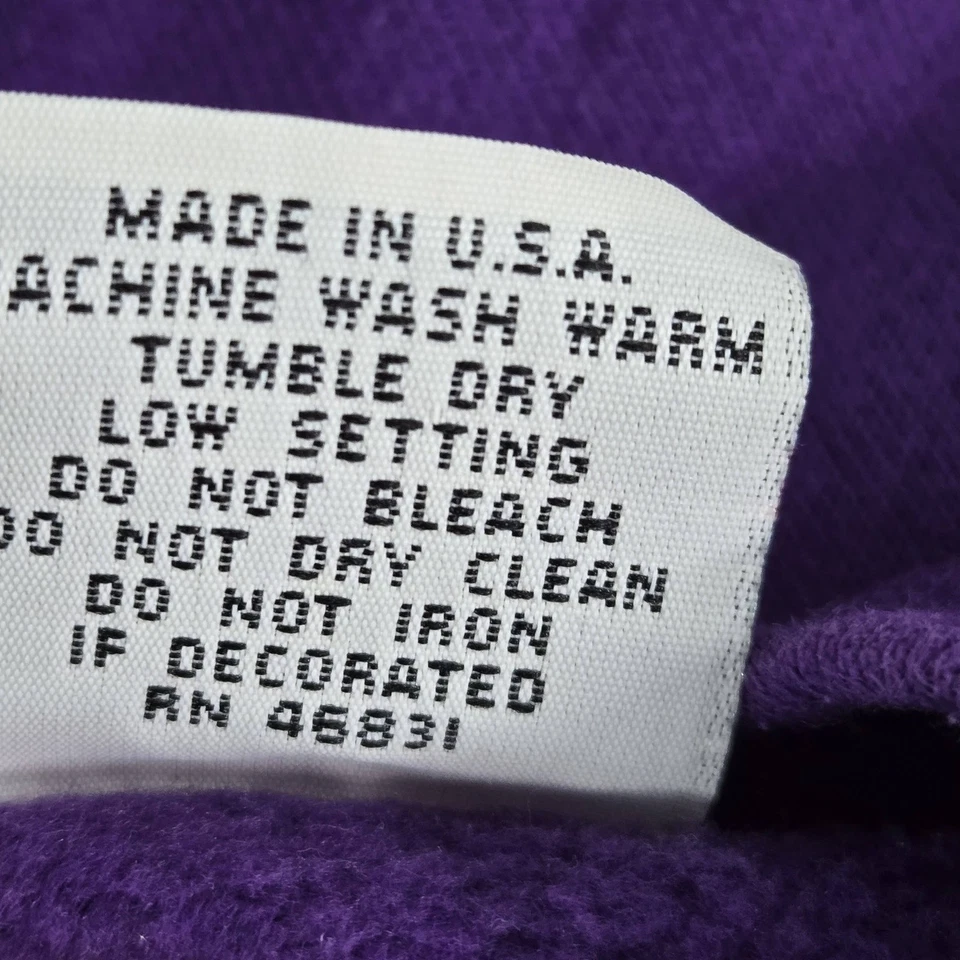 MADE IN U.S.A.
ACHINE WASH WARM
TUMBLE DRY
LOW SETTING
DO NOT BLEACH
DO NOT DRY CLEAN
DO NOT IRON
IF DECORATED
RN 46831